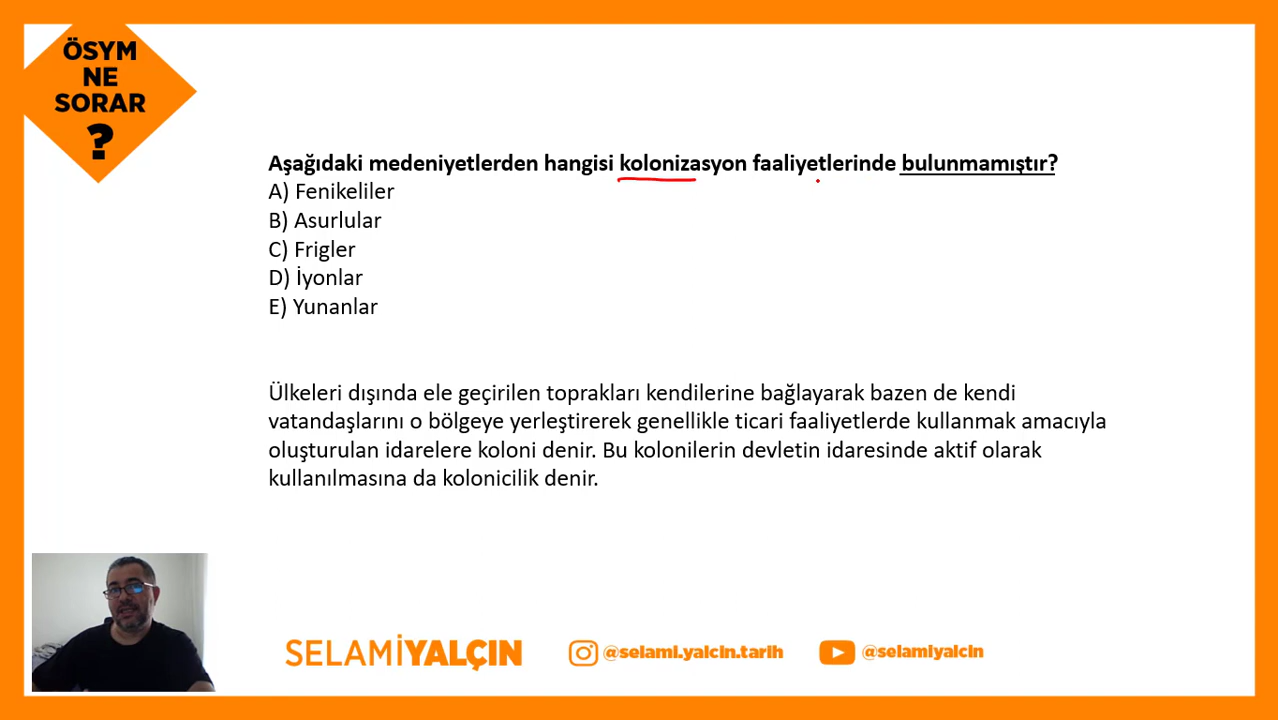 ÖSYM
NE
SORAR
?
Aşağıdaki medeniyetlerden hangisi kolonizasyon faaliyetlerinde bulunmamıştır?
A) Fenikeliler
B) Asurlular
C) Frigler
D) İyonlar
E) Yunanlar
Ülkeleri dışında ele geçirilen toprakları kendilerine bağlayarak bazen de kendi
vatandaşlarını o bölgeye yerleştirerek genellikle ticari faaliyetlerde kullanmak amacıyla
oluşturulan idarelere koloni denir. Bu kolonilerin devletin idaresinde aktif olarak
kullanılmasına da kolonicilik denir.
SELAMİYALÇIN @selami.yalcin.tarih @selamiyalcin